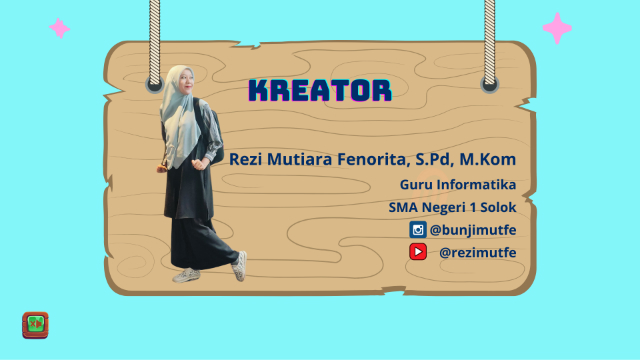 KREATOR
Rezi Mutiara Fenorita, S.Pd, M.Kom
Guru Informatika
SMA Negeri 1 Solok
@bunjimutfe
@rezimutfe